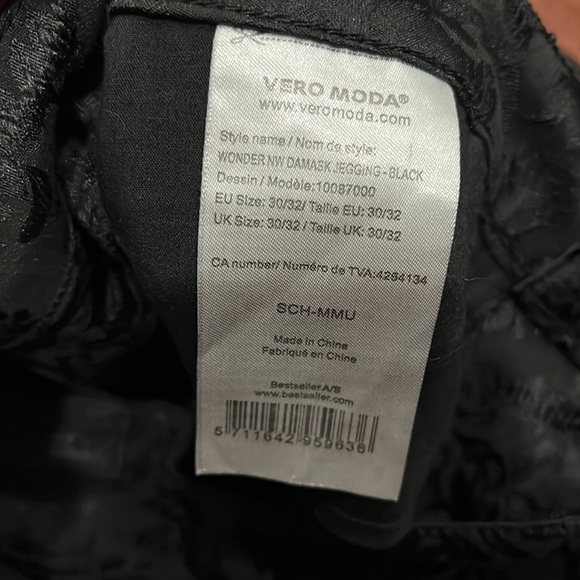 VERO MODA®
www.veromoda.com
Style name / Nom de style:
WONDER NW DAMASK JEGGING - BLACK
Dessin / Modèle:10087000
EU Size: 30/32/ Taille EU: 30/32
UK Size: 30/32 / Taille UK: 30/32
CA number/ Numéro de TVA:4284134
SCH-MMU
Made in China
Fabriqué en Chine
Bestseller A/S
www.bestseller.com
5 711642 959636